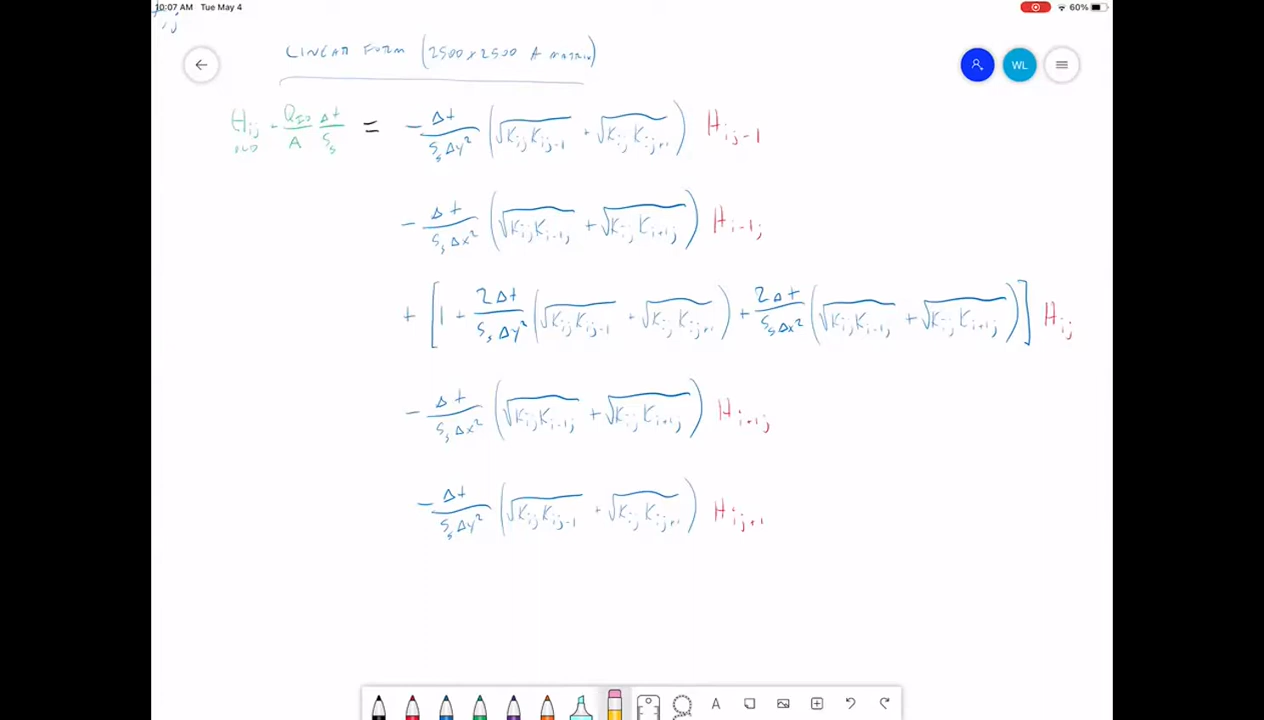 10:07 AM Tue May 4 60%
LINEAR FORM (2500x2500 A MATRIX)
WL
H_ij - Q_ij/A Δt/S_s = -Δt/(S_s Δy²) (√(K_ij K_ij-1) + √(K_ij K_ij+1)) H_ij-1
-Δt/(S_s Δx²) (√(K_ij K_i-1j) + √(K_ij K_i+1j)) H_i-1j
+ [1 + 2Δt/(S_s Δy²) (√(K_ij K_ij-1) + √(K_ij K_ij+1)) + 2Δt/(S_s Δx²) (√(K_ij K_i-1j) + √(K_ij K_i+1j))] H_ij
-Δt/(S_s Δx²) (√(K_ij K_i-1j) + √(K_ij K_i+1j)) H_i+1j
-Δt/(S_s Δy²) (√(K_ij K_ij-1) + √(K_ij K_ij+1)) H_ij+1
A